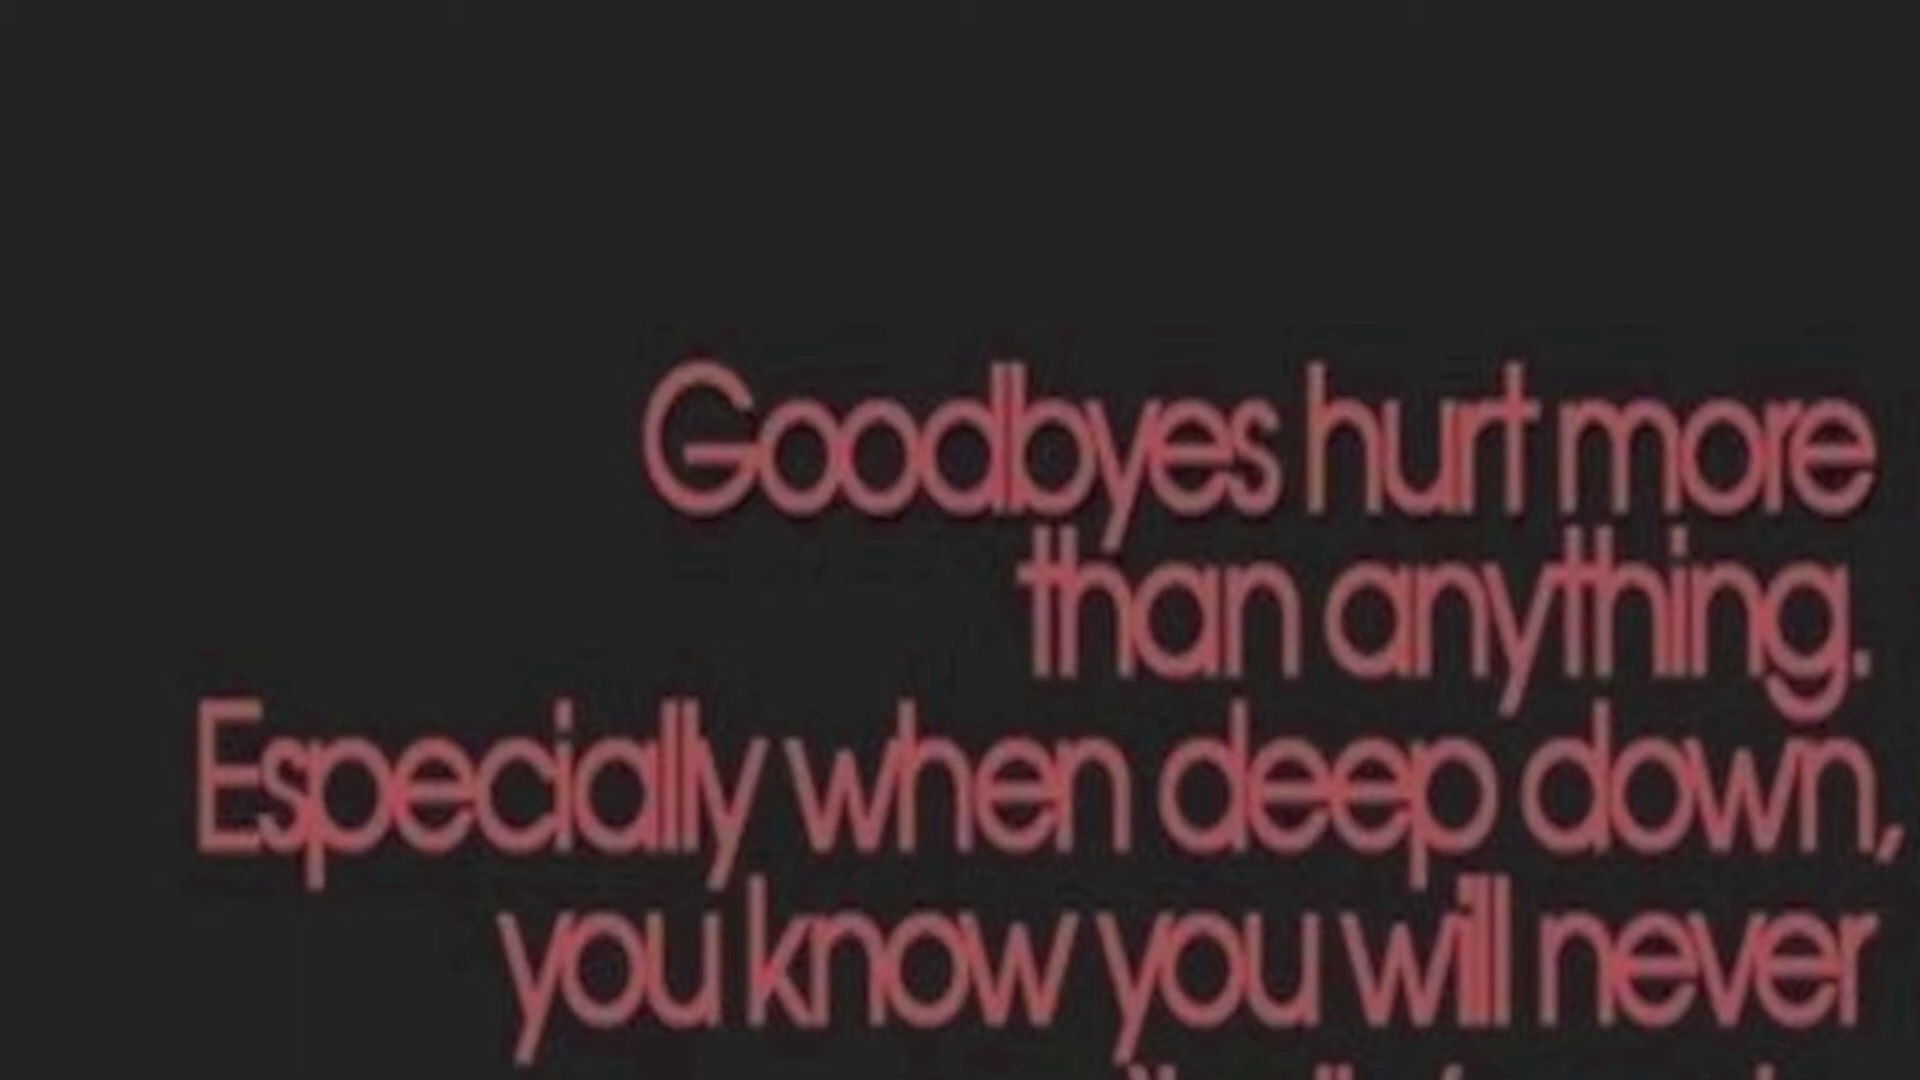 Goodbyes hurt more
than anything.
Especially when deep down,
you know you will never